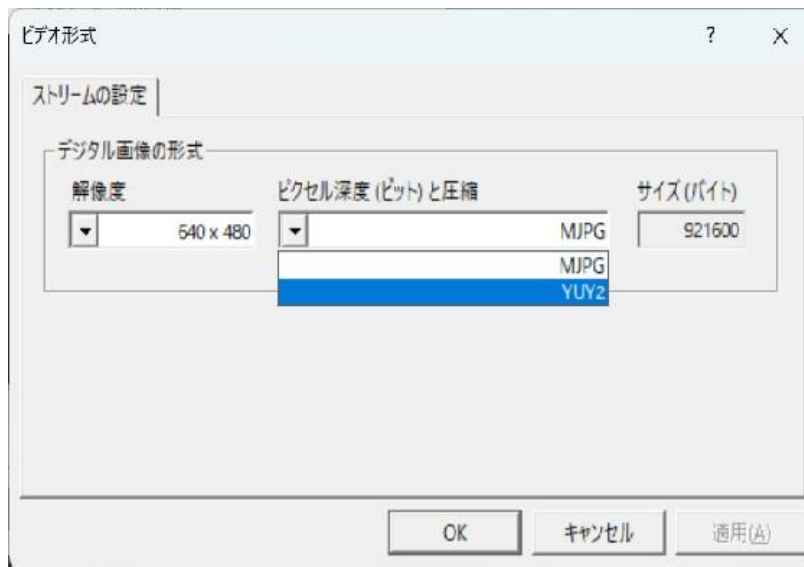 ビデオ形式 ?
ストリームの設定
デジタル画像の形式
解像度 ピクセル深度 (ビット) と圧縮 サイズ (バイト)
640 x 480 MJPG 921600
MJPG
YUY2
OK キャンセル 適用(A)